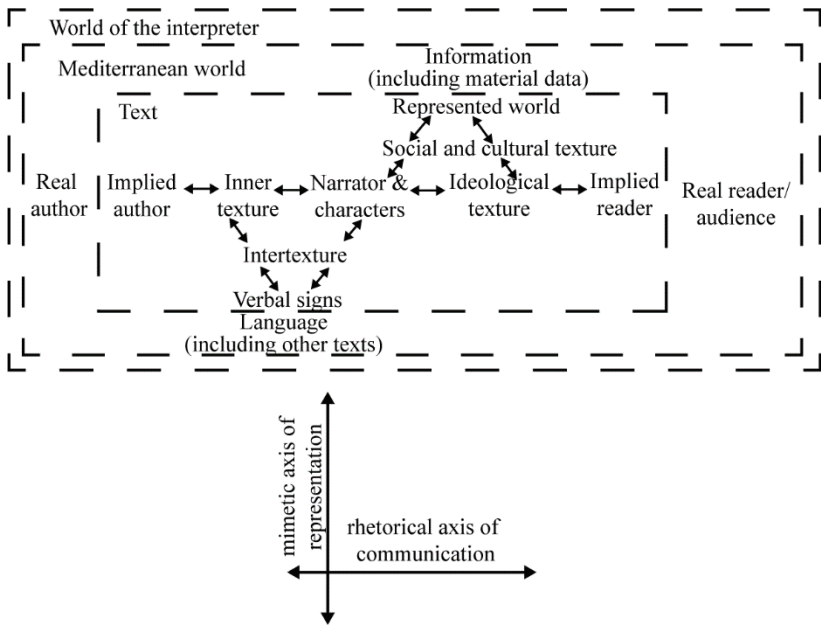 World of the interpreter
Mediterranean world
Information
(including material data)
Text
Represented world
Social and cultural texture
Real
author
Implied
author
Inner
texture
Narrator &
characters
Ideological
texture
Implied
reader
Real reader/
audience
Intertexture
Verbal signs
Language
(including other texts)
mimetic axis of
representation
rhetorical axis of
communication